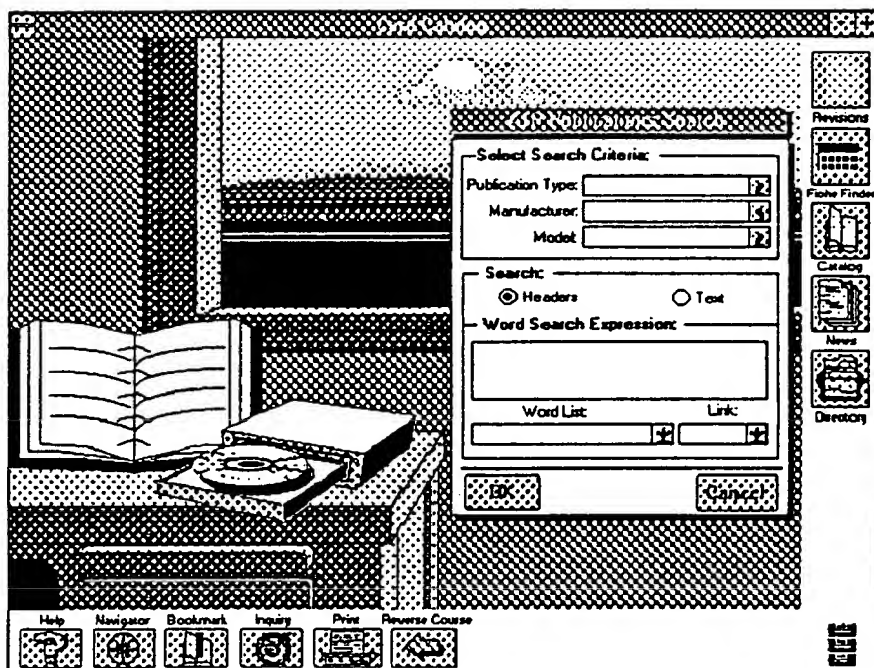 Search
Select Search Criteria:
Publication Type:
Manufacturer:
Model:
Search:
Headers Text
Word Search Expression:
Word List: Link:
OK Cancel
Revisions
Fiche Finder
Catalog
News
Directory
Help Navigator Bookmark Inquiry Print Reverse Course